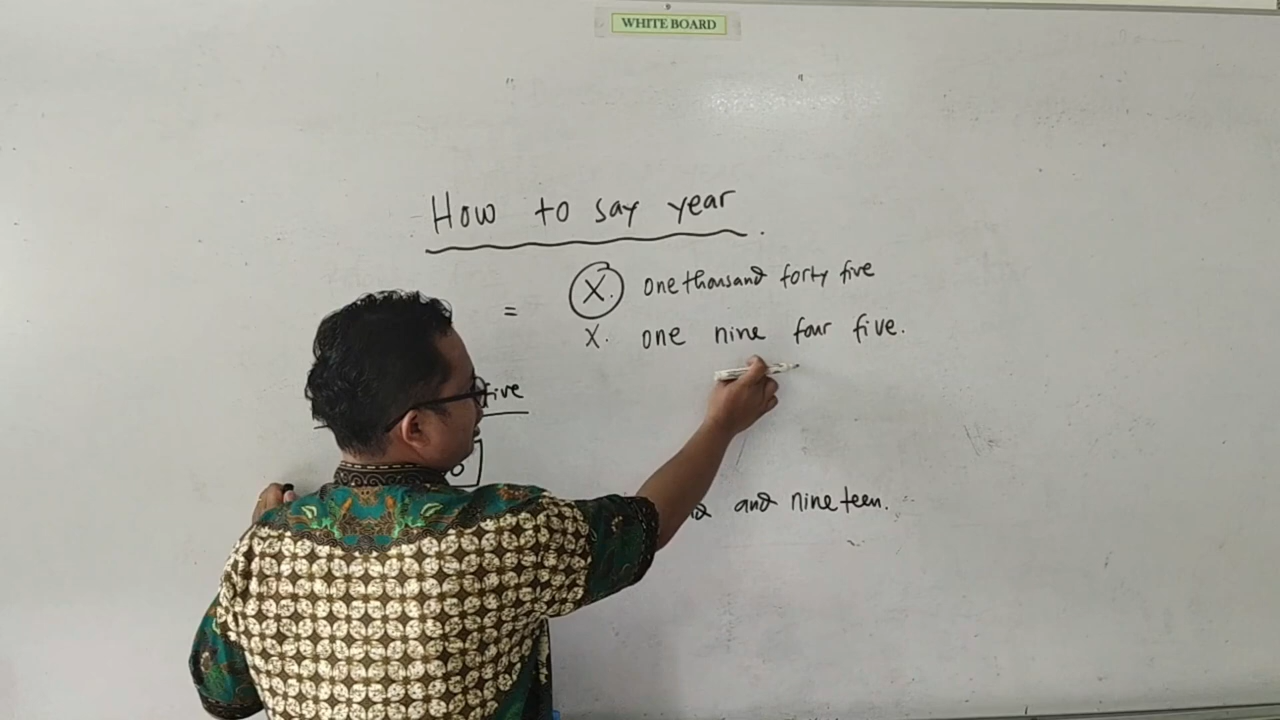 WHITE BOARD
How to say year.
= X. one thousand forty five
X. one nine four five.
five
and nineteen.